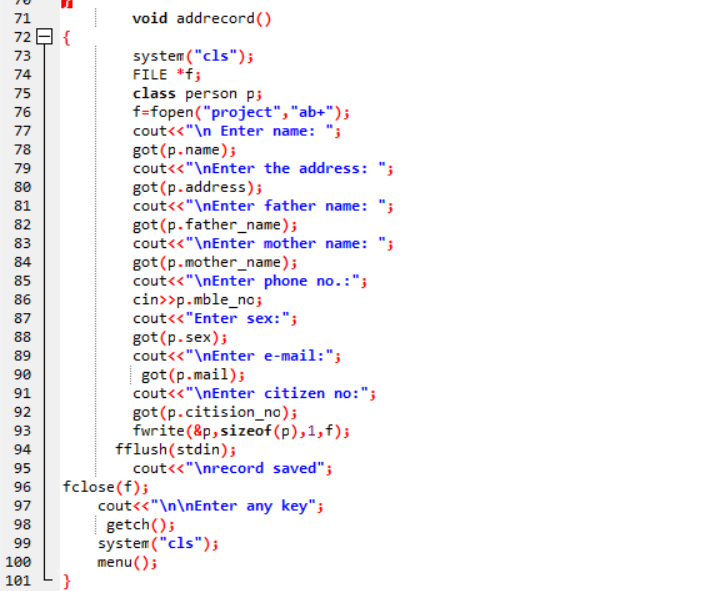 70 }
71 void addrecord()
72 {
73 system("cls");
74 FILE *f;
75 class person p;
76 f=fopen("project","ab+");
77 cout<<"\n Enter name: ";
78 got(p.name);
79 cout<<"\nEnter the address: ";
80 got(p.address);
81 cout<<"\nEnter father name: ";
82 got(p.father_name);
83 cout<<"\nEnter mother name: ";
84 got(p.mother_name);
85 cout<<"\nEnter phone no.:";
86 cin>>p.mble_no;
87 cout<<"Enter sex:";
88 got(p.sex);
89 cout<<"\nEnter e-mail:";
90 got(p.mail);
91 cout<<"\nEnter citizen no:";
92 got(p.citision_no);
93 fwrite(&p,sizeof(p),1,f);
94 fflush(stdin);
95 cout<<"\nrecord saved";
96 fclose(f);
97 cout<<"\n\nEnter any key";
98 getch();
99 system("cls");
100 menu();
101 }